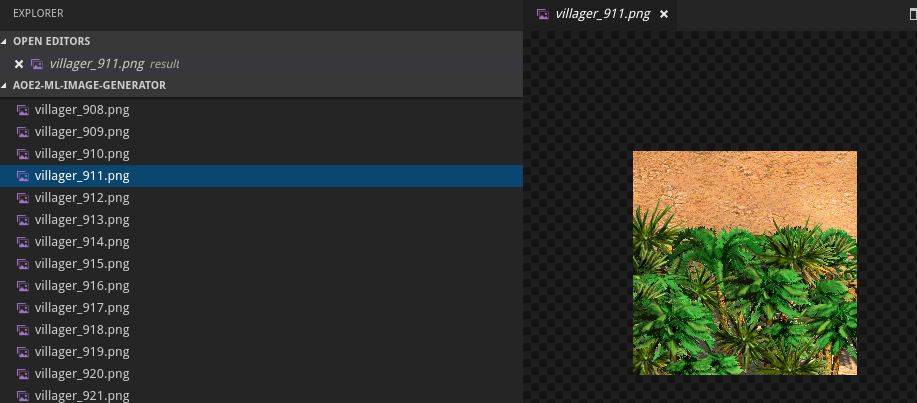 EXPLORER
OPEN EDITORS
villager_911.png result
AOE2-ML-IMAGE-GENERATOR
villager_908.png
villager_909.png
villager_910.png
villager_911.png
villager_912.png
villager_913.png
villager_914.png
villager_915.png
villager_916.png
villager_917.png
villager_918.png
villager_919.png
villager_920.png
villager_921.png
villager_911.png